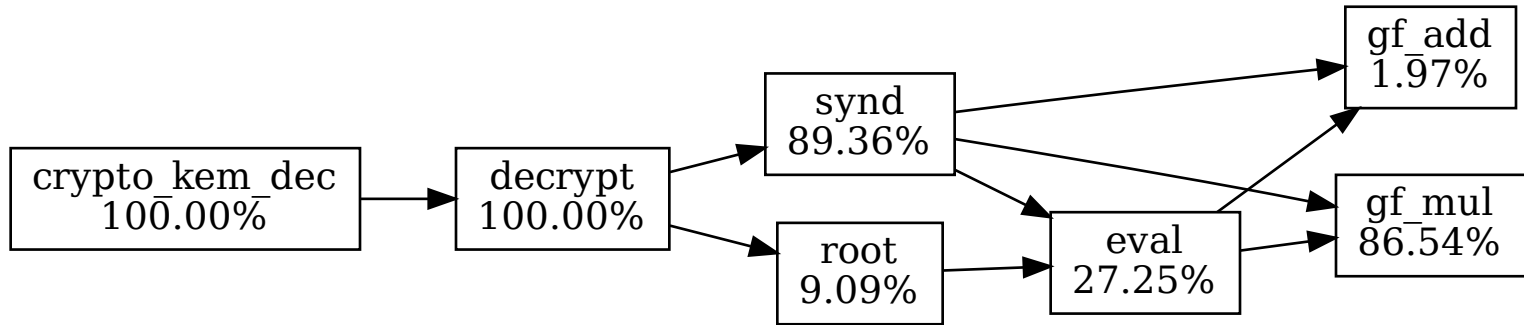 crypto_kem_dec
100.00%
decrypt
100.00%
synd
89.36%
root
9.09%
eval
27.25%
gf_add
1.97%
gf_mul
86.54%